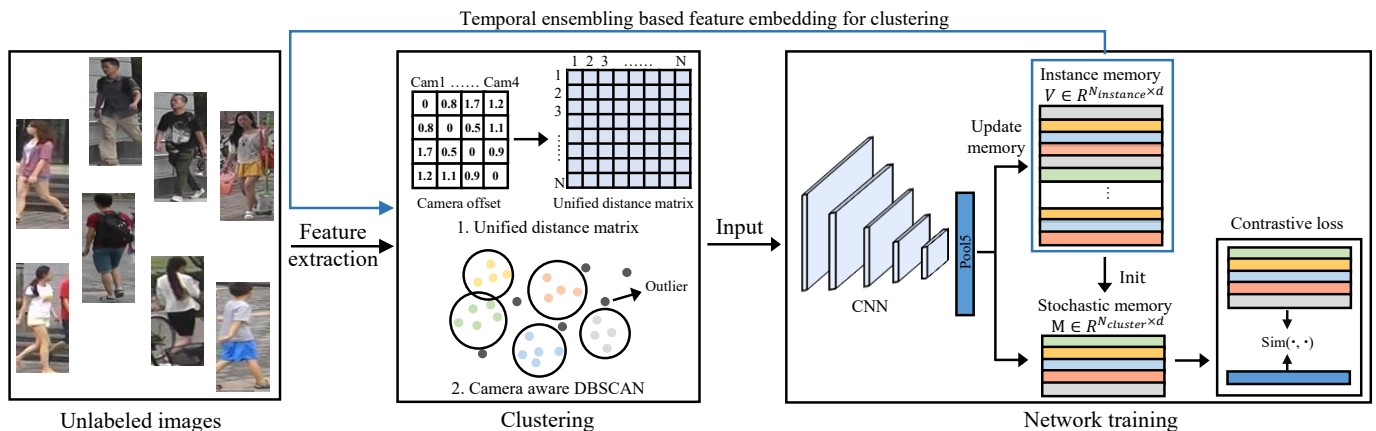 Temporal ensembling based feature embedding for clustering
Unlabeled images
Feature
extraction
Cam1 …… Cam4
0 0.8 1.7 1.2
0.8 0 0.5 1.1
1.7 0.5 0 0.9
1.2 1.1 0.9 0
Camera offset
1 2 3 …… N
1
2
3
……
N
Unified distance matrix
1. Unified distance matrix
Outlier
2. Camera aware DBSCAN
Clustering
Input
CNN
Pool5
Update
memory
Instance memory
V ∈ R^{N_{instance}×d}
⋮
Init
Stochastic memory
M ∈ R^{N_{cluster}×d}
Contrastive loss
Sim(·, ·)
Network training